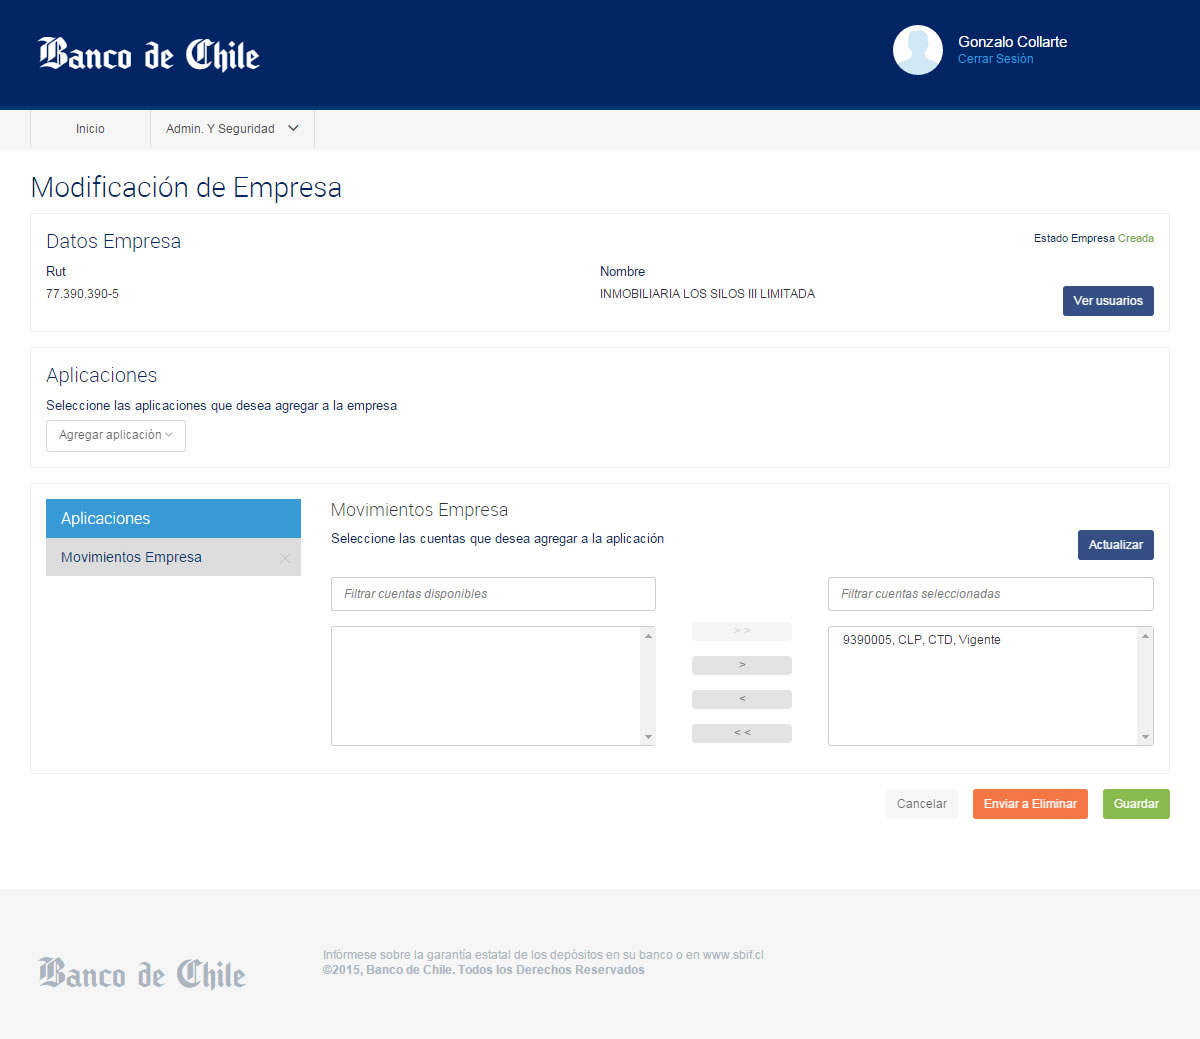 Banco de Chile
Gonzalo Collarte
Cerrar Sesión
Inicio
Admin. Y Seguridad
Modificación de Empresa
Datos Empresa
Estado Empresa Creada
Rut
Nombre
77.390.390-5
INMOBILIARIA LOS SILOS III LIMITADA
Ver usuarios
Aplicaciones
Seleccione las aplicaciones que desea agregar a la empresa
Agregar aplicación
Aplicaciones
Movimientos Empresa
Movimientos Empresa
Seleccione las cuentas que desea agregar a la aplicación
Actualizar
Filtrar cuentas disponibles
Filtrar cuentas seleccionadas
> >
>
<
< <
9390005, CLP, CTD, Vigente
Cancelar
Enviar a Eliminar
Guardar
Banco de Chile
Infórmese sobre la garantía estatal de los depósitos en su banco o en www.sbif.cl
©2015, Banco de Chile. Todos los Derechos Reservados